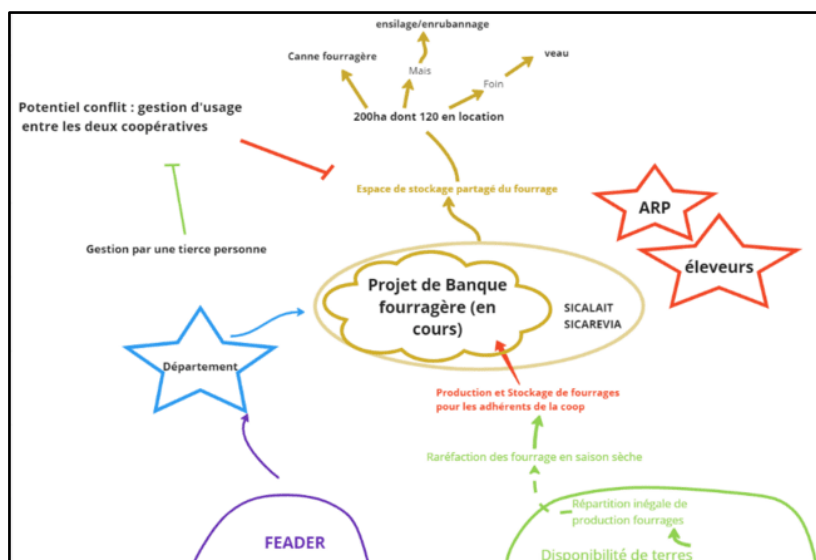 ensilage/enrubannage
Canne fourragère
Mais
veau
Foin
200ha dont 120 en location
Potentiel conflit : gestion d'usage
entre les deux coopératives
Espace de stockage partagé du fourrage
ARP
éleveurs
Gestion par une tierce personne
Projet de Banque
fourragère (en
cours)
SICALAIT
SICAREVIA
Département
Production et Stockage de fourrages
pour les adhérents de la coop
Raréfaction des fourrage en saison sèche
Répartition inégale de
production fourrages
FEADER
Disponibilité de terres